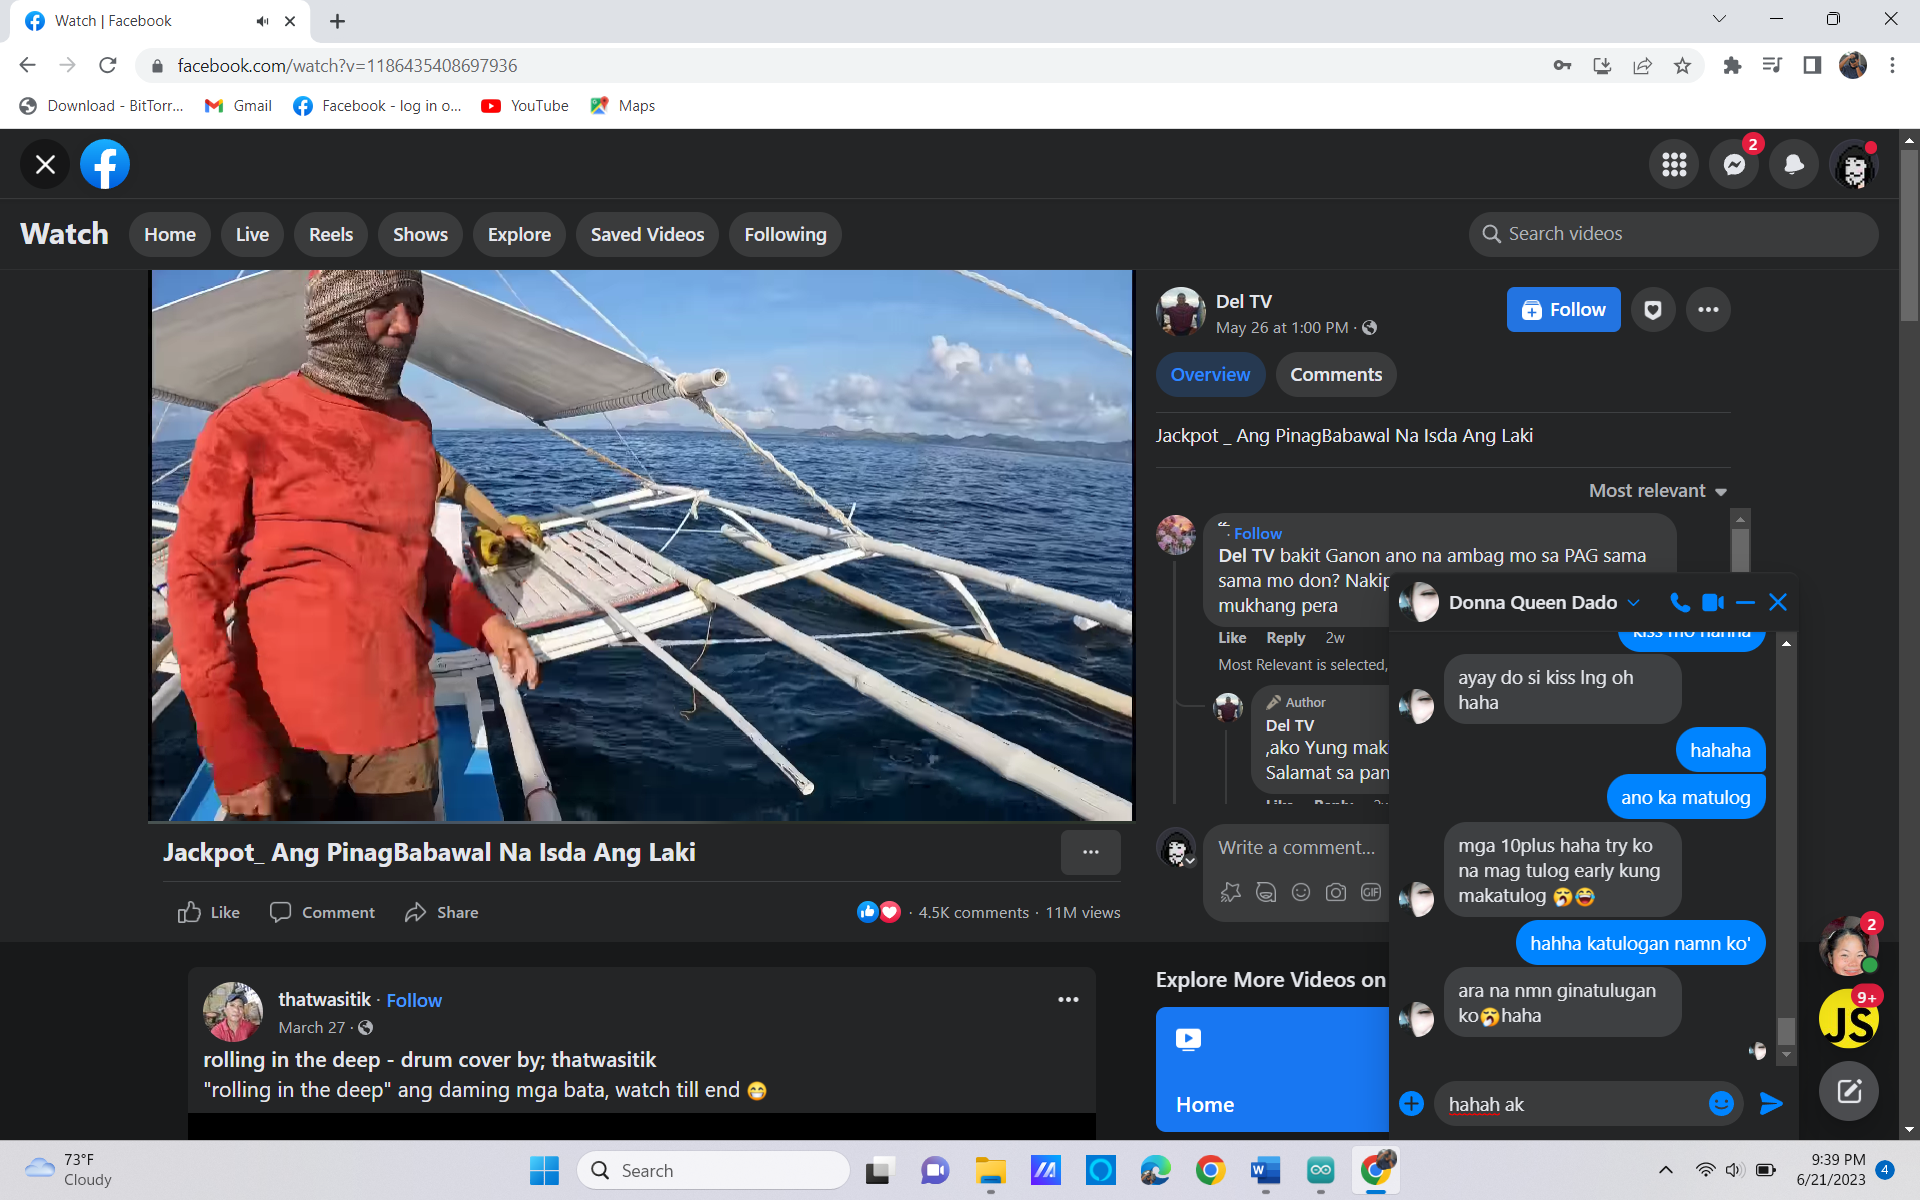 Watch | Facebook
facebook.com/watch?v=1186435408697936
Download - BitTorr...
Gmail
Facebook - log in o...
YouTube
Maps
2
Watch
Home
Live
Reels
Shows
Explore
Saved Videos
Following
Search videos
Del TV
May 26 at 1:00 PM ·
Follow
Overview
Comments
Jackpot _ Ang PinagBabawal Na Isda Ang Laki
Most relevant
· Follow
Del TV bakit Ganon ano na ambag mo sa PAG sama
sama mo don? Nakip
mukhang pera
Like Reply 2w
Most Relevant is selected,
Author
Del TV
,ako Yung mak
Salamat sa pan
Like Reply 2w
Write a comment...
GIF
Jackpot_ Ang PinagBabawal Na Isda Ang Laki
Like
Comment
Share
· 4.5K comments · 11M views
thatwasitik · Follow
March 27 ·
rolling in the deep - drum cover by; thatwasitik
"rolling in the deep" ang daming mga bata, watch till end 😁
Explore More Videos on
Home
Donna Queen Dado
kiss mo hanna
ayay do si kiss lng oh
haha
hahaha
ano ka matulog
mga 10plus haha try ko
na mag tulog early kung
makatulog 🥱😂
hahha katulogan namn ko'
ara na nmn ginatulugan
ko🥱haha
hahah ak
2
9+
JS
73°F
Cloudy
Search
9:39 PM
6/21/2023
4